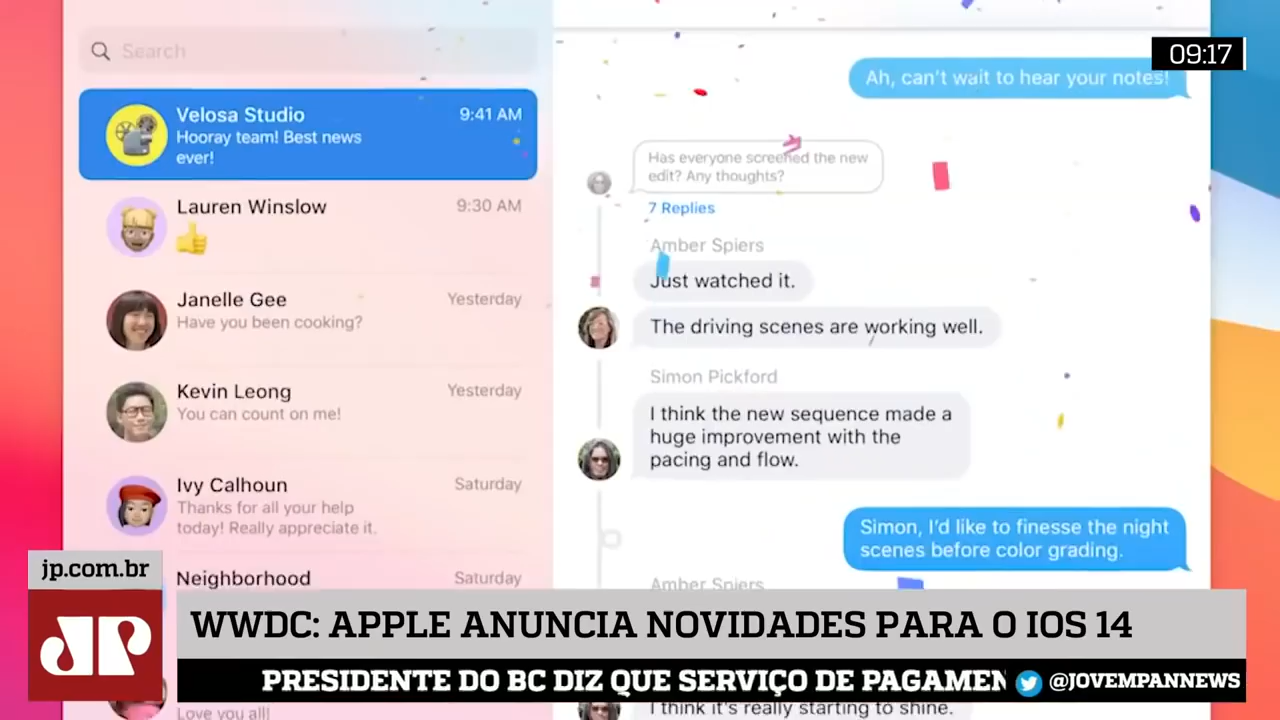 Search
09:17
Ah, can't wait to hear your notes!
Velosa Studio
9:41 AM
Hooray team! Best news
ever!
Has everyone screened the new
edit? Any thoughts?
7 Replies
Lauren Winslow
9:30 AM
Amber Spiers
Just watched it.
Janelle Gee
Yesterday
Have you been cooking?
The driving scenes are working well.
Simon Pickford
Kevin Leong
Yesterday
You can count on me!
I think the new sequence made a
huge improvement with the
pacing and flow.
Ivy Calhoun
Saturday
Thanks for all your help
today! Really appreciate it.
Simon, I'd like to finesse the night
scenes before color grading.
Neighborhood
Saturday
Amber Spiers
jp.com.br
JP
WWDC: APPLE ANUNCIA NOVIDADES PARA O IOS 14
PRESIDENTE DO BC DIZ QUE SERVIÇO DE PAGAMEN
@JOVEMPANNEWS
Love you all!
I think it's really starting to shine.